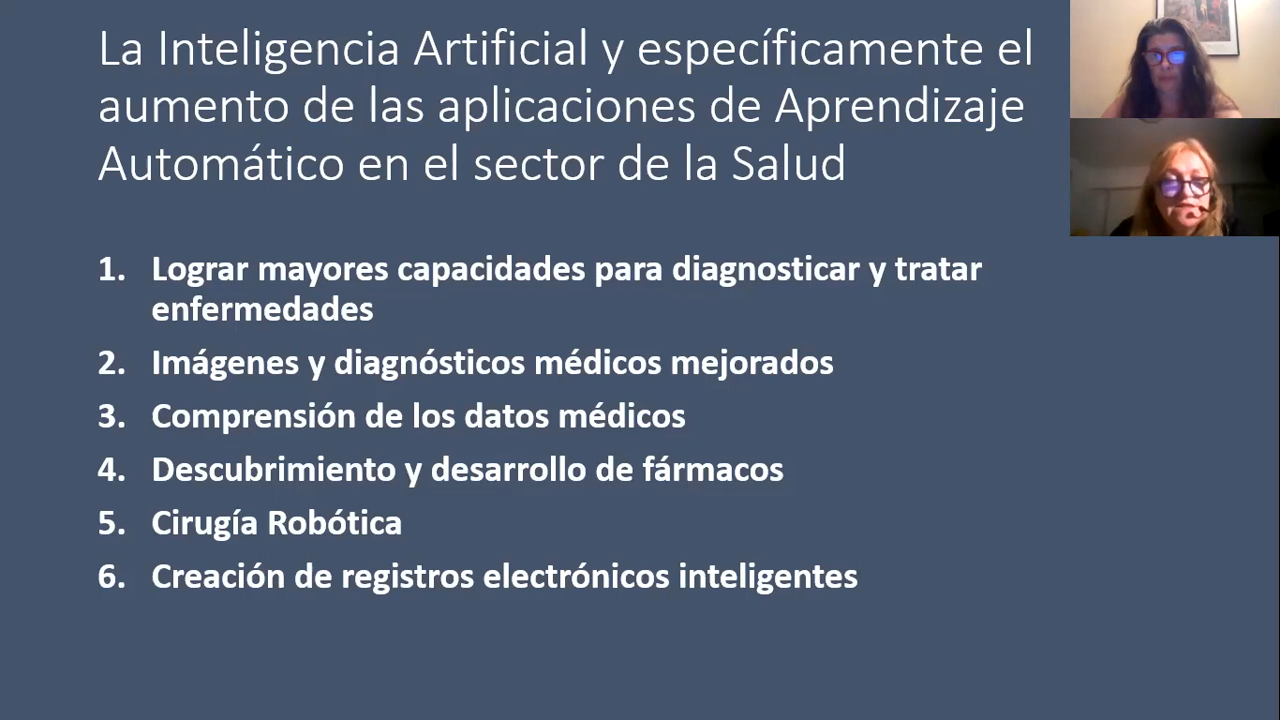 La Inteligencia Artificial y específicamente el
aumento de las aplicaciones de Aprendizaje
Automático en el sector de la Salud
1. Lograr mayores capacidades para diagnosticar y tratar
enfermedades
2. Imágenes y diagnósticos médicos mejorados
3. Comprensión de los datos médicos
4. Descubrimiento y desarrollo de fármacos
5. Cirugía Robótica
6. Creación de registros electrónicos inteligentes